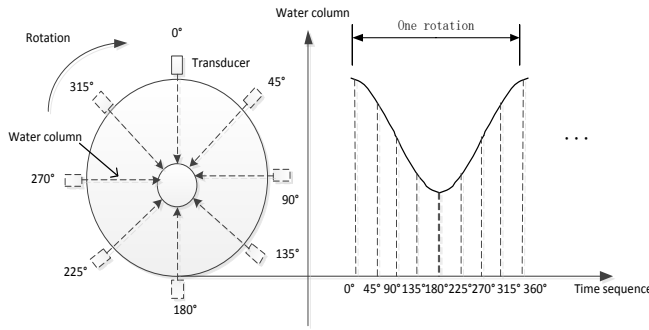 Water column
One rotation
Rotation
0°
Transducer
315°
45°
Water column
270°
90°
...
225°
135°
180°
0° 45° 90° 135° 180° 225° 270° 315° 360° Time sequence